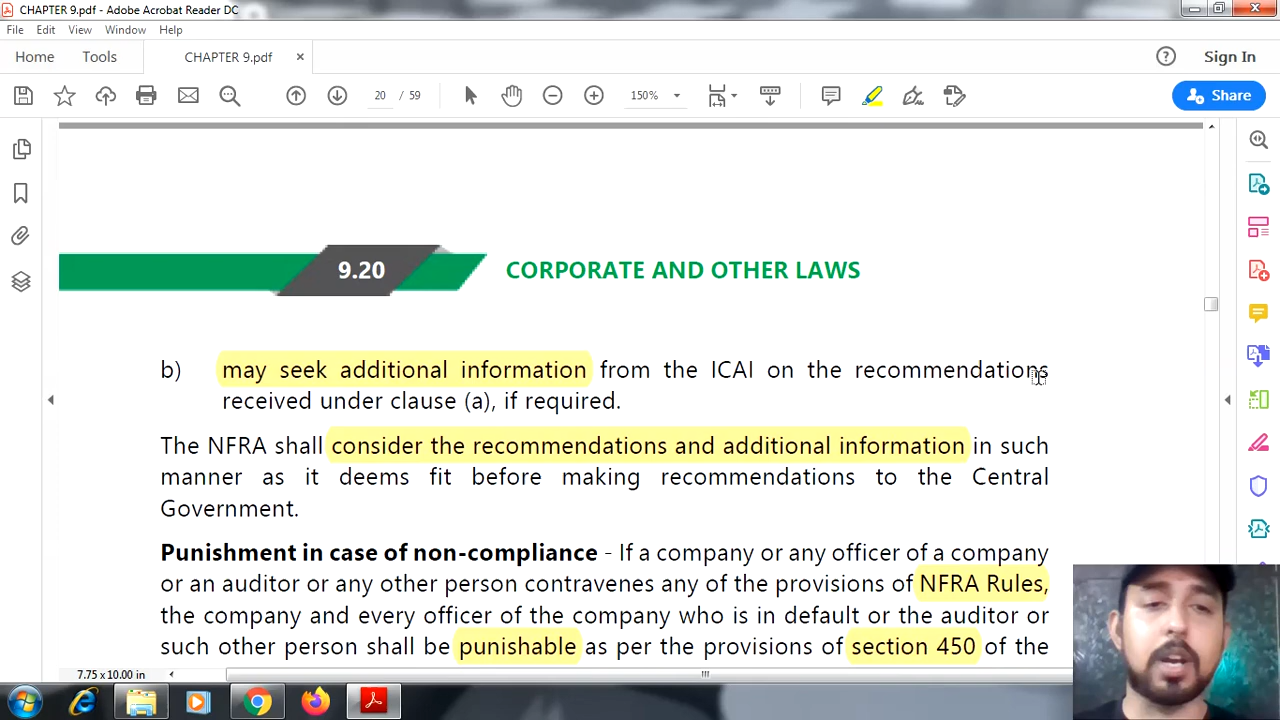 CHAPTER 9.pdf - Adobe Acrobat Reader DC
File Edit View Window Help
Home Tools CHAPTER 9.pdf × Sign In
20 / 59 150% Share
9.20 CORPORATE AND OTHER LAWS
b) may seek additional information from the ICAI on the recommendations
received under clause (a), if required.
The NFRA shall consider the recommendations and additional information in such
manner as it deems fit before making recommendations to the Central
Government.
Punishment in case of non-compliance - If a company or any officer of a company
or an auditor or any other person contravenes any of the provisions of NFRA Rules,
the company and every officer of the company who is in default or the auditor or
such other person shall be punishable as per the provisions of section 450 of the
7.75 x 10.00 in